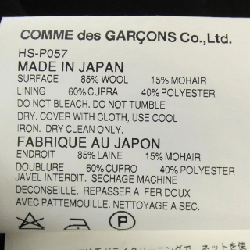 COMME des GARÇONS Co.,Ltd.
HS-P057
MADE IN JAPAN
SURFACE 85% WOOL 15% MOHAIR
LINING 60% CUPRA 40% POLYESTER
DO NOT BLEACH. DO NOT TUMBLE
DRY. COVER WITH CLOTH, USE COOL
IRON. DRY CLEAN ONLY.
FABRIQUE AU JAPON
ENDROIT 85% LAINE 15% MOHAIR
DOUBLURE 60% CUPRO 40% POLYESTER
JAVEL INTERDIT. SECHAGE MACHINE
DECONSEILLE. REPASSER A FER DOUX
AVEC PATTEMOUILLE. NETTOYAGE A SEC.
P